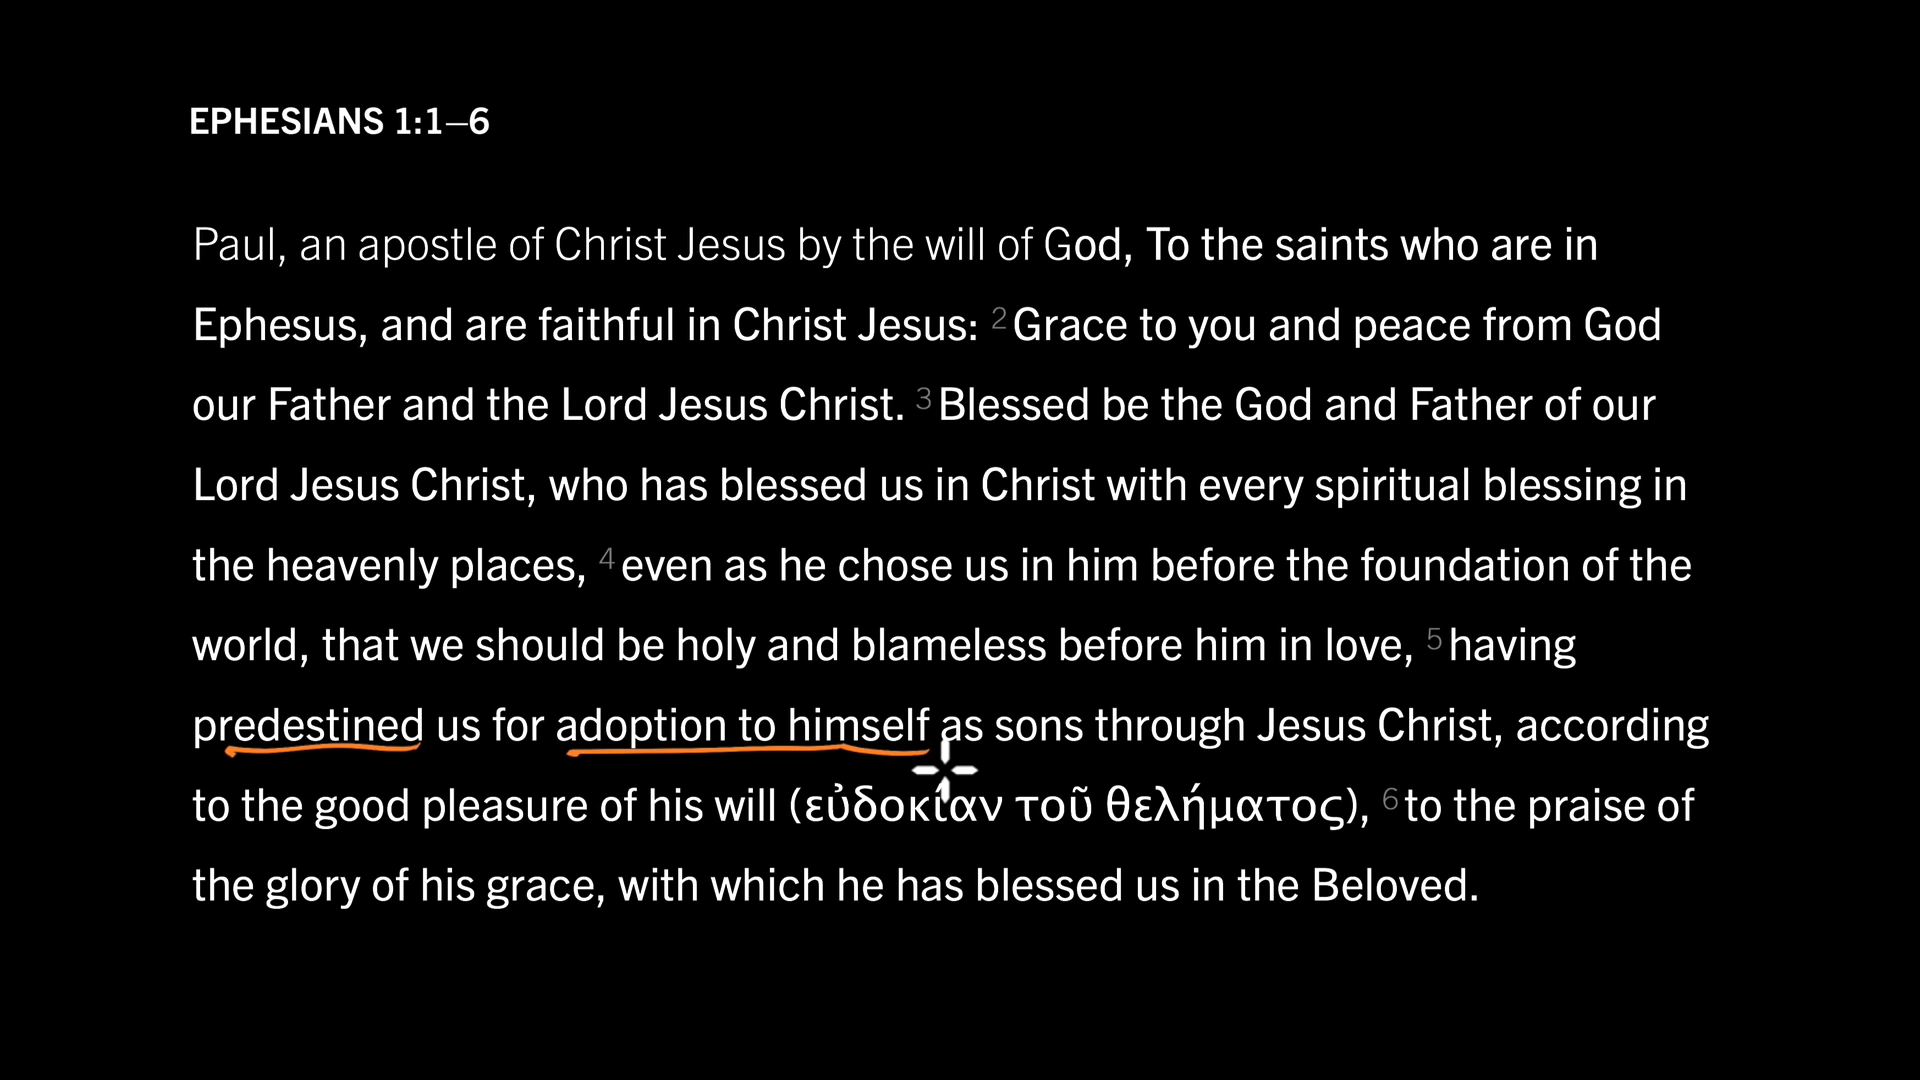 EPHESIANS 1:1–6
Paul, an apostle of Christ Jesus by the will of God, To the saints who are in
Ephesus, and are faithful in Christ Jesus: 2 Grace to you and peace from God
our Father and the Lord Jesus Christ. 3 Blessed be the God and Father of our
Lord Jesus Christ, who has blessed us in Christ with every spiritual blessing in
the heavenly places, 4 even as he chose us in him before the foundation of the
world, that we should be holy and blameless before him in love, 5 having
predestined us for adoption to himself as sons through Jesus Christ, according
to the good pleasure of his will (εὐδοκίαν τοῦ θελήματος), 6 to the praise of
the glory of his grace, with which he has blessed us in the Beloved.